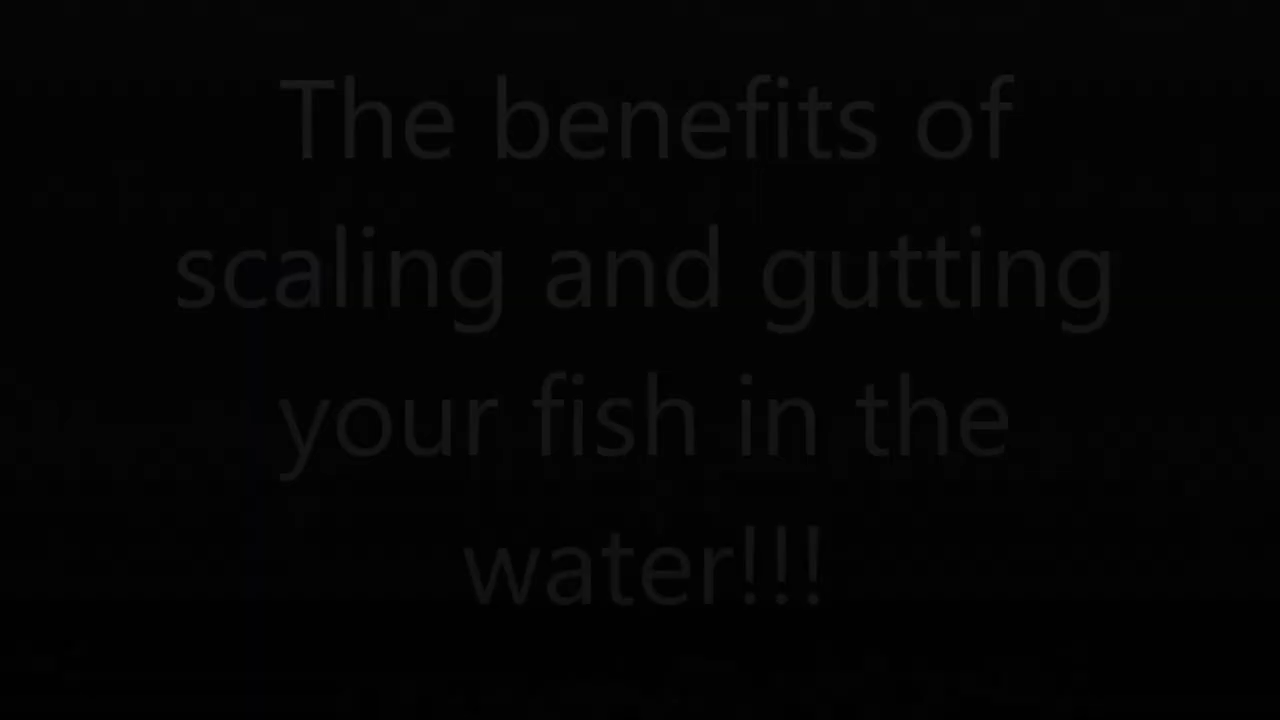 The benefits of
scaling and gutting
your fish in the
water!!!